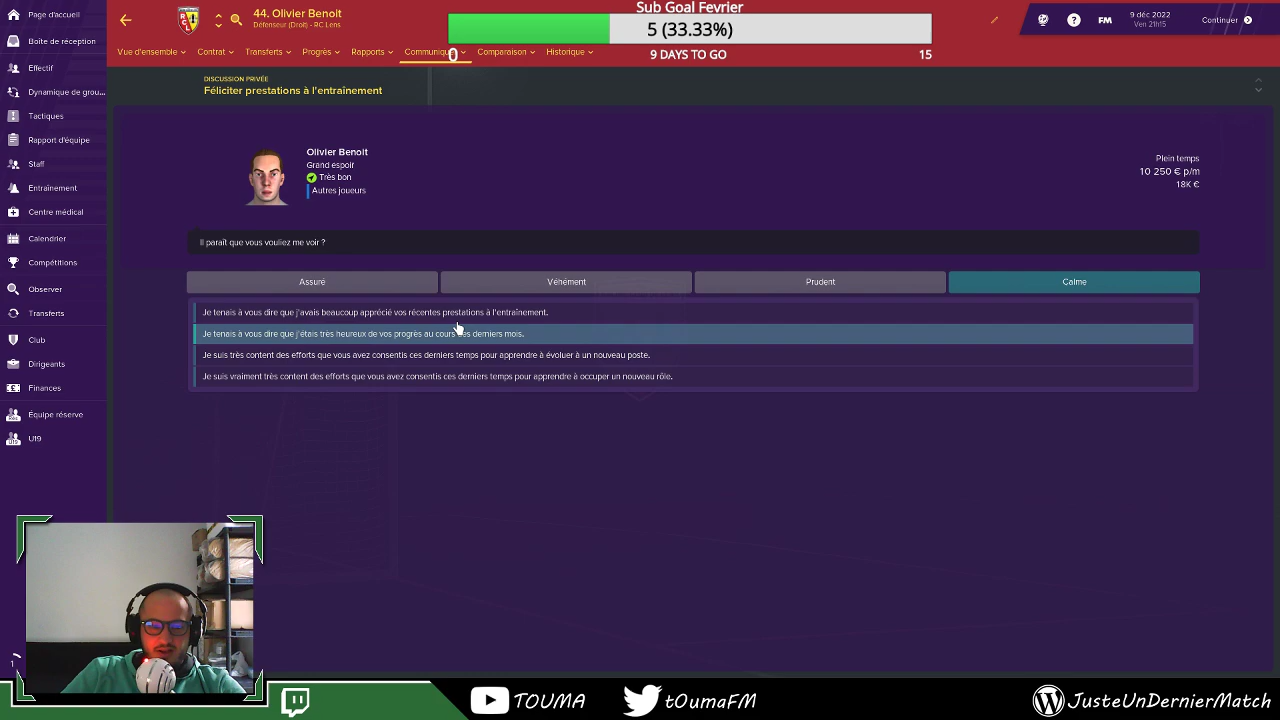 Page d'accueil
Boîte de réception
Effectif
Dynamique de grou...
Tactiques
Rapport d'équipe
Staff
Entraînement
Centre médical
Calendrier
Compétitions
Observer
Transferts
Club
Dirigeants
Finances
Équipe réserve
U19
44. Olivier Benoit
Défenseur (Droit) - RC Lens
Sub Goal Fevrier
5 (33.33%)
0
9 DAYS TO GO
15
FM
9 déc 2022
Ven 21h15
Continuer
Vue d'ensemble
Contrat
Transferts
Progrès
Rapports
Comparaison
Historique
DISCUSSION PRIVÉE
Féliciter prestations à l'entraînement
Olivier Benoit
Grand espoir
Très bon
Autres joueurs
Plein temps
10 250 € p/m
18K €
Il paraît que vous vouliez me voir ?
Assuré
Véhément
Prudent
Calme
Je tenais à vous dire que j'avais beaucoup apprécié vos récentes prestations à l'entraînement.
Je tenais à vous dire que j'étais très heureux de vos progrès au cours des derniers mois.
Je suis très content des efforts que vous avez consentis ces derniers temps pour apprendre à évoluer à un nouveau poste.
Je suis vraiment très content des efforts que vous avez consentis ces derniers temps pour apprendre à occuper un nouveau rôle.
TOUMA
tOumaFM
JusteUnDernierMatch